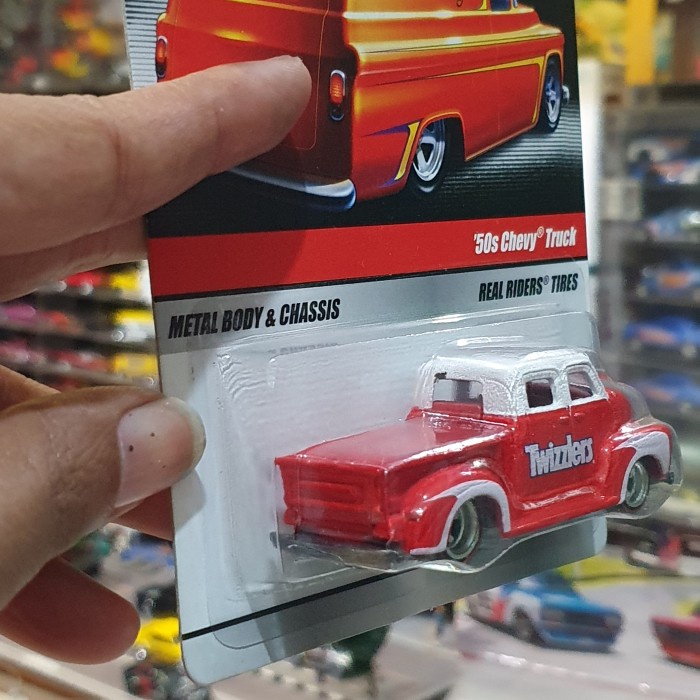 '50s Chevy® Truck
METAL BODY & CHASSIS
REAL RIDERS® TIRES
Twizzlers